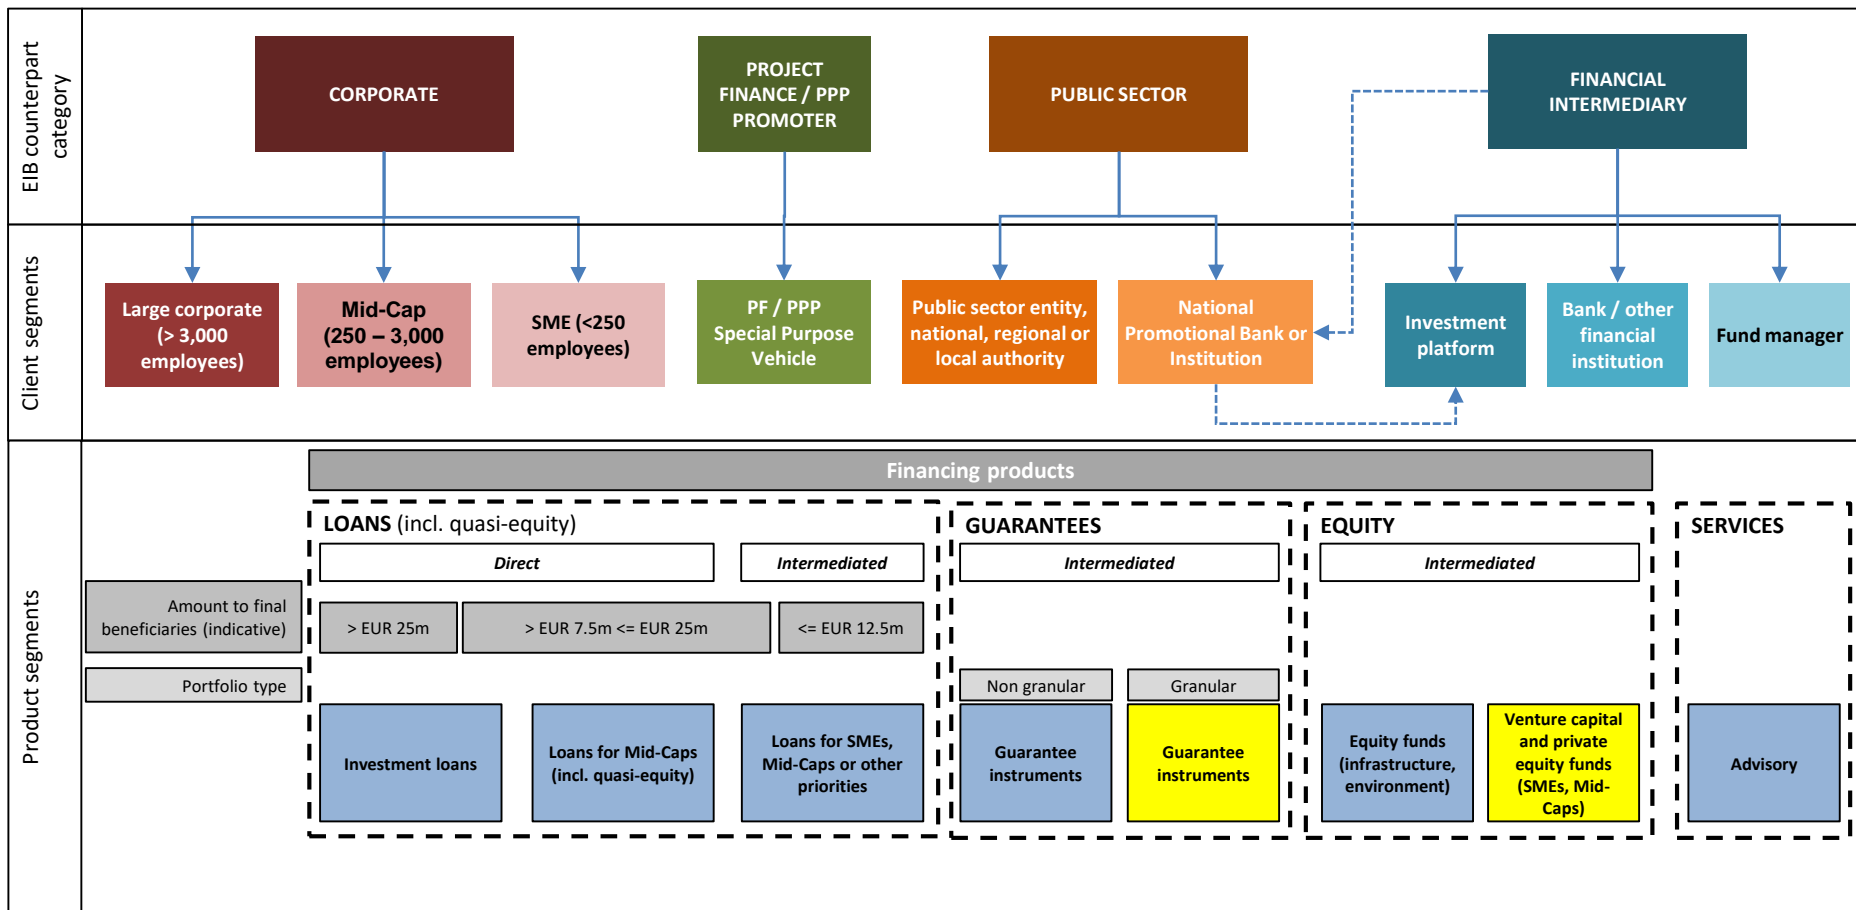 EIB counterpart
category
CORPORATE
PROJECT
FINANCE / PPP
PROMOTER
PUBLIC SECTOR
FINANCIAL
INTERMEDIARY
Client segments
Large corporate
(> 3,000
employees)
Mid-Cap
(250 – 3,000
employees)
SME (<250
employees)
PF / PPP
Special Purpose
Vehicle
Public sector entity,
national, regional or
local authority
National
Promotional Bank or
Institution
Investment
platform
Bank / other
financial
institution
Fund manager
Product segments
Financing products
LOANS (incl. quasi-equity)
GUARANTEES
EQUITY
SERVICES
Direct
Intermediated
Intermediated
Intermediated
Amount to final
beneficiaries (indicative)
> EUR 25m
> EUR 7.5m <= EUR 25m
<= EUR 12.5m
Portfolio type
Non granular
Granular
Investment loans
Loans for Mid-Caps
(incl. quasi-equity)
Loans for SMEs,
Mid-Caps or other
priorities
Guarantee
instruments
Guarantee
instruments
Equity funds
(infrastructure,
environment)
Venture capital
and private
equity funds
(SMEs, Mid-
Caps)
Advisory